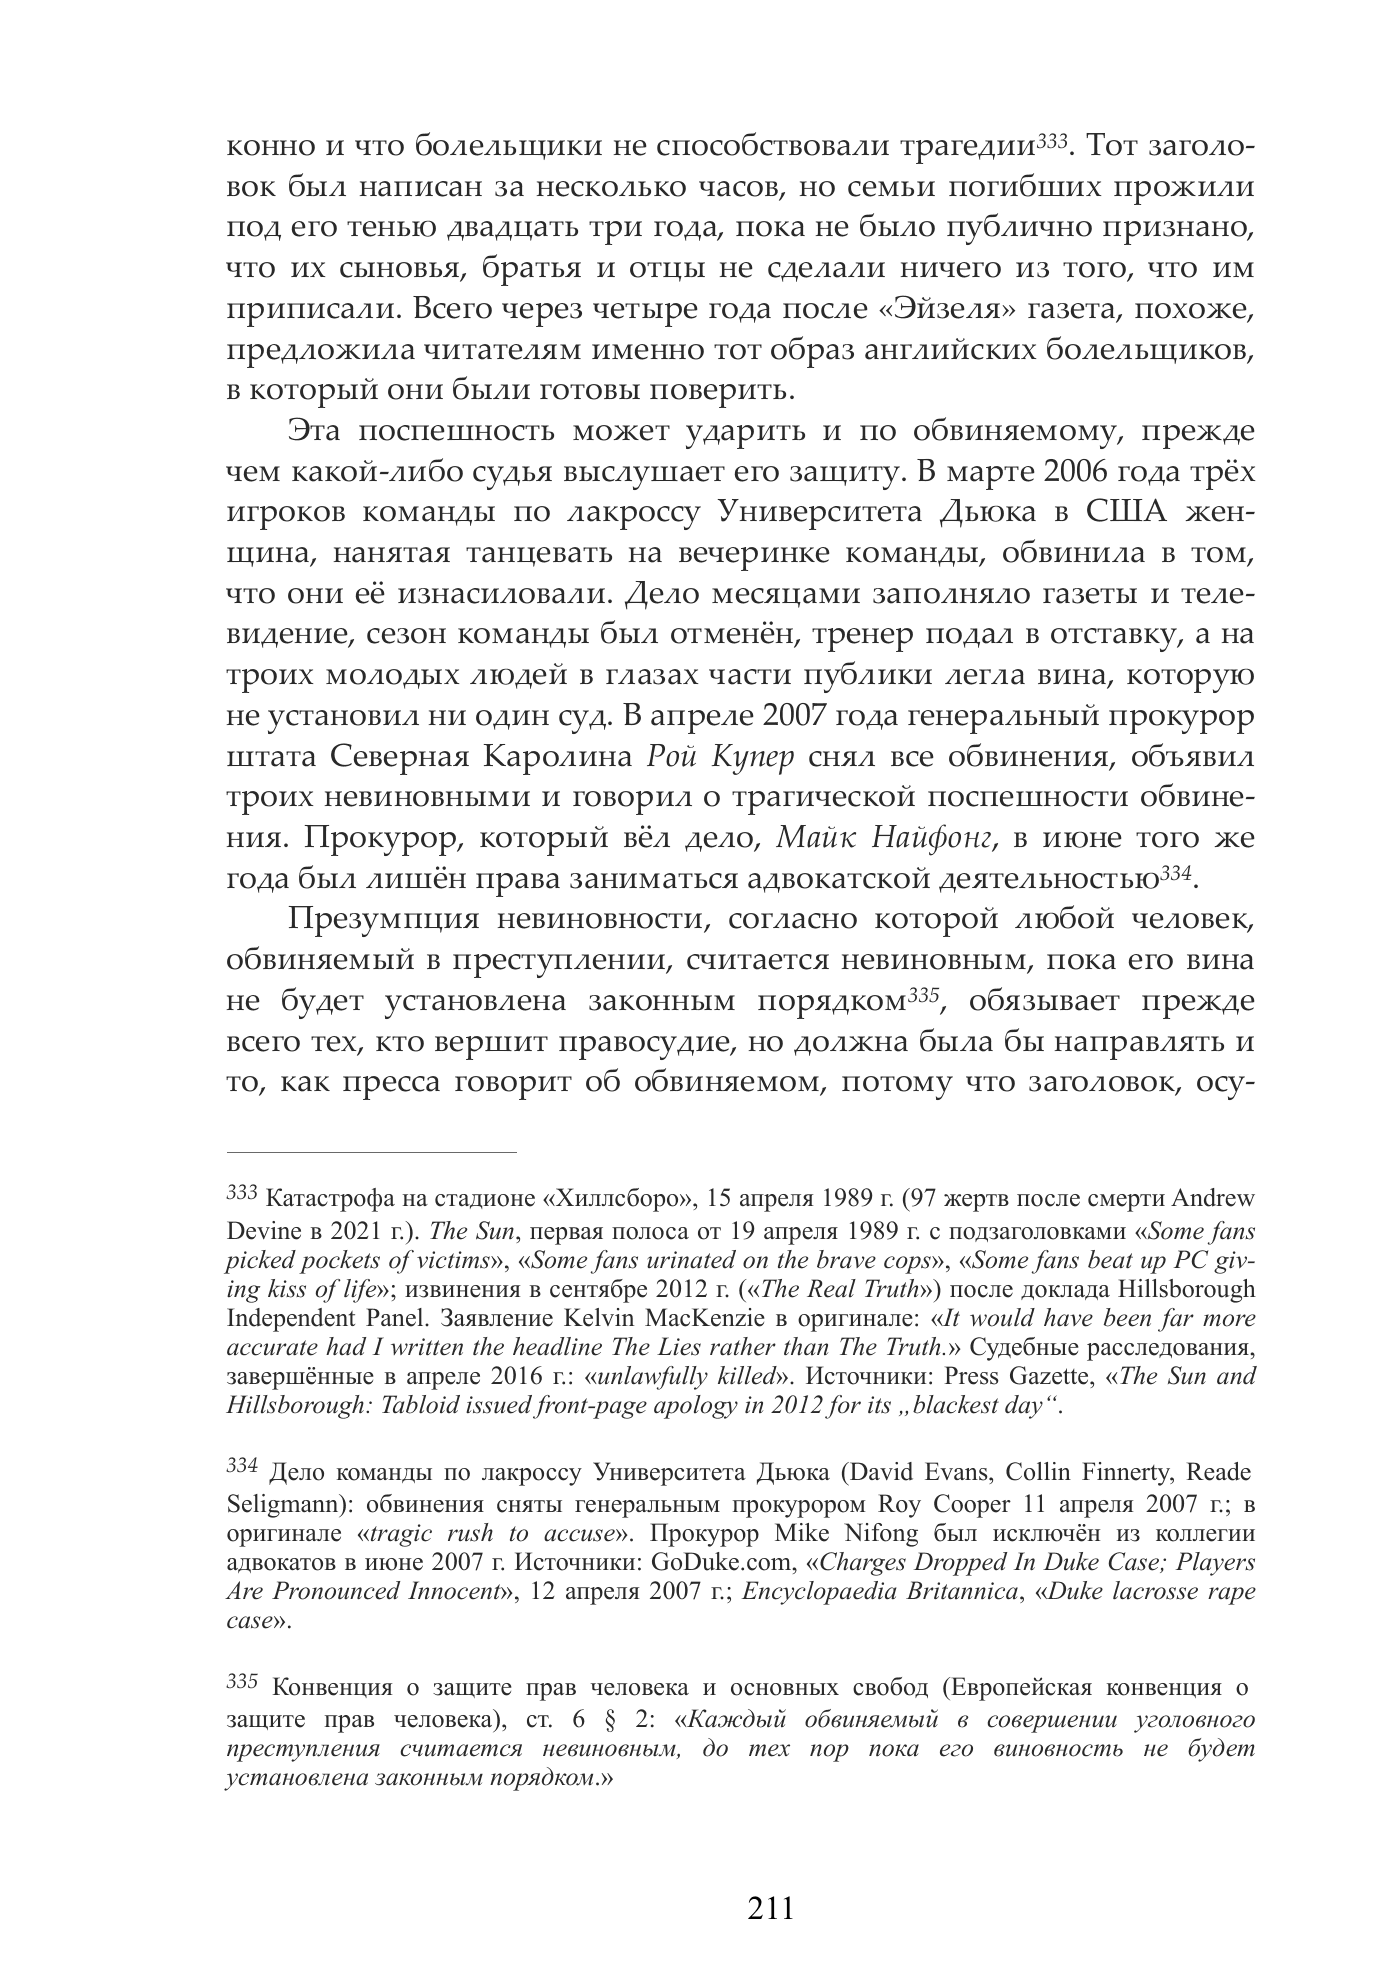 конно и что болельщики не способствовали трагедии333. Тот заголо-
вок был написан за несколько часов, но семьи погибших прожили
под его тенью двадцать три года, пока не было публично признано,
что их сыновья, братья и отцы не сделали ничего из того, что им
приписали. Всего через четыре года после «Эйзеля» газета, похоже,
предложила читателям именно тот образ английских болельщиков,
в который они были готовы поверить.
Эта поспешность может ударить и по обвиняемому, прежде
чем какой-либо судья выслушает его защиту. В марте 2006 года трёх
игроков команды по лакроссу Университета Дьюка в США жен-
щина, нанятая танцевать на вечеринке команды, обвинила в том,
что они её изнасиловали. Дело месяцами заполняло газеты и теле-
видение, сезон команды был отменён, тренер подал в отставку, а на
троих молодых людей в глазах части публики легла вина, которую
не установил ни один суд. В апреле 2007 года генеральный прокурор
штата Северная Каролина Рой Купер снял все обвинения, объявил
троих невиновными и говорил о трагической поспешности обвине-
ния. Прокурор, который вёл дело, Майк Найфонг, в июне того же
года был лишён права заниматься адвокатской деятельностью334.
Презумпция невиновности, согласно которой любой человек,
обвиняемый в преступлении, считается невиновным, пока его вина
не будет установлена законным порядком335, обязывает прежде
всего тех, кто вершит правосудие, но должна была бы направлять и
то, как пресса говорит об обвиняемом, потому что заголовок, осу-
333 Катастрофа на стадионе «Хиллсборо», 15 апреля 1989 г. (97 жертв после смерти Andrew
Devine в 2021 г.). The Sun, первая полоса от 19 апреля 1989 г. с подзаголовками «Some fans
picked pockets of victims», «Some fans urinated on the brave cops», «Some fans beat up PC giv-
ing kiss of life»; извинения в сентябре 2012 г. («The Real Truth») после доклада Hillsborough
Independent Panel. Заявление Kelvin MacKenzie в оригинале: «It would have been far more
accurate had I written the headline The Lies rather than The Truth.» Судебные расследования,
завершённые в апреле 2016 г.: «unlawfully killed». Источники: Press Gazette, «The Sun and
Hillsborough: Tabloid issued front-page apology in 2012 for its „blackest day“.
334 Дело команды по лакроссу Университета Дьюка (David Evans, Collin Finnerty, Reade
Seligmann): обвинения сняты генеральным прокурором Roy Cooper 11 апреля 2007 г.; в
оригинале «tragic rush to accuse». Прокурор Mike Nifong был исключён из коллегии
адвокатов в июне 2007 г. Источники: GoDuke.com, «Charges Dropped In Duke Case; Players
Are Pronounced Innocent», 12 апреля 2007 г.; Encyclopaedia Britannica, «Duke lacrosse rape
case».
335 Конвенция о защите прав человека и основных свобод (Европейская конвенция о
защите прав человека), ст. 6 § 2: «Каждый обвиняемый в совершении уголовного
преступления считается невиновным, до тех пор пока его виновность не будет
установлена законным порядком.»
211